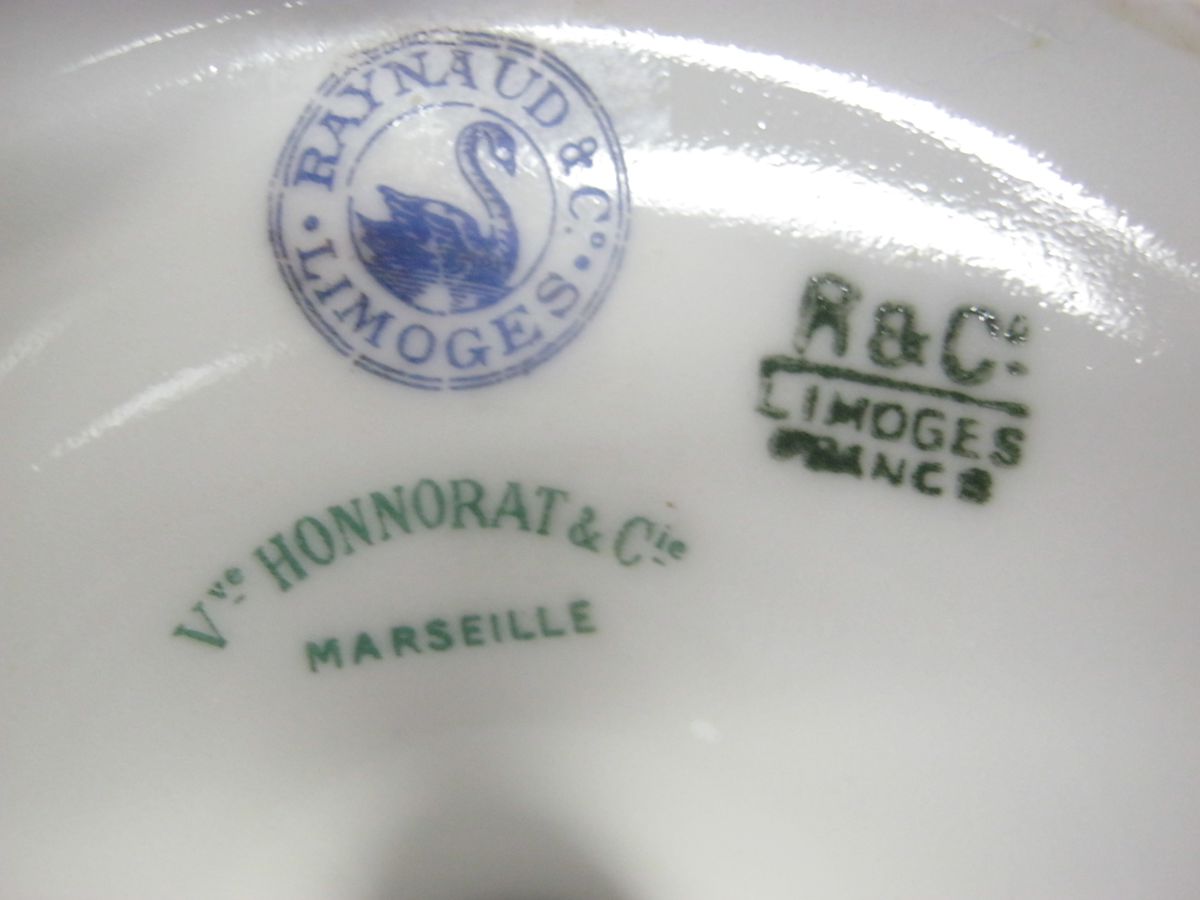 RAYNAUD & Co.
LIMOGES
R & Co.
LIMOGES
FRANCE
Vve HONNORAT & Cie
MARSEILLE